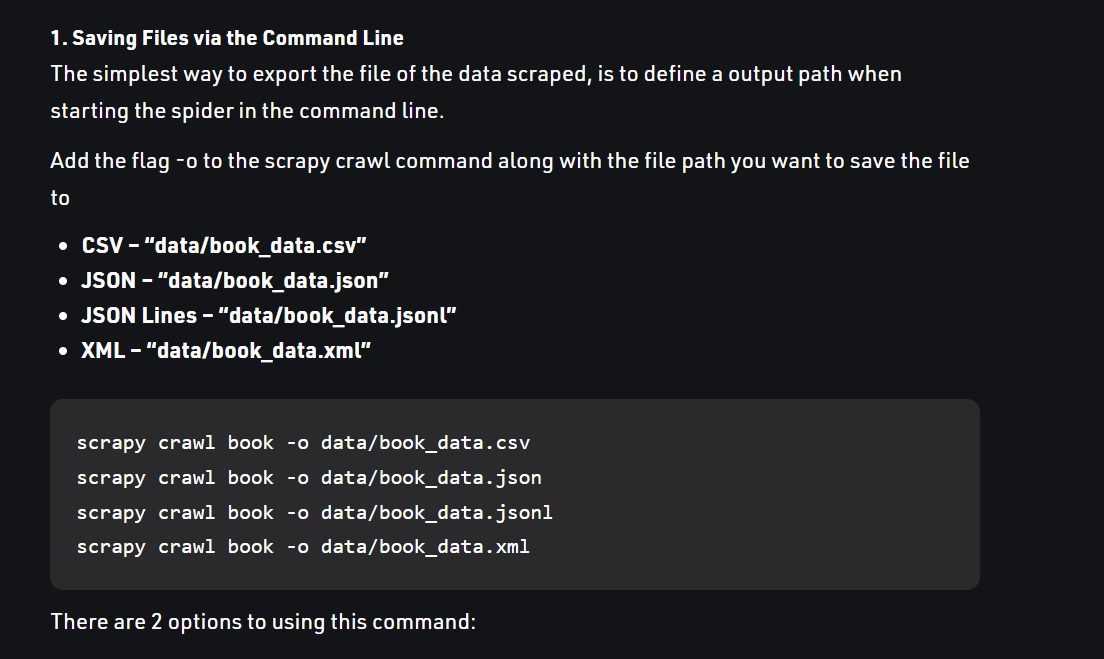 1. Saving Files via the Command Line
The simplest way to export the file of the data scraped, is to define a output path when
starting the spider in the command line.
Add the flag -o to the scrapy crawl command along with the file path you want to save the file
to
• CSV – “data/book_data.csv”
• JSON – “data/book_data.json”
• JSON Lines – “data/book_data.jsonl”
• XML – “data/book_data.xml”
scrapy crawl book -o data/book_data.csv
scrapy crawl book -o data/book_data.json
scrapy crawl book -o data/book_data.jsonl
scrapy crawl book -o data/book_data.xml
There are 2 options to using this command: